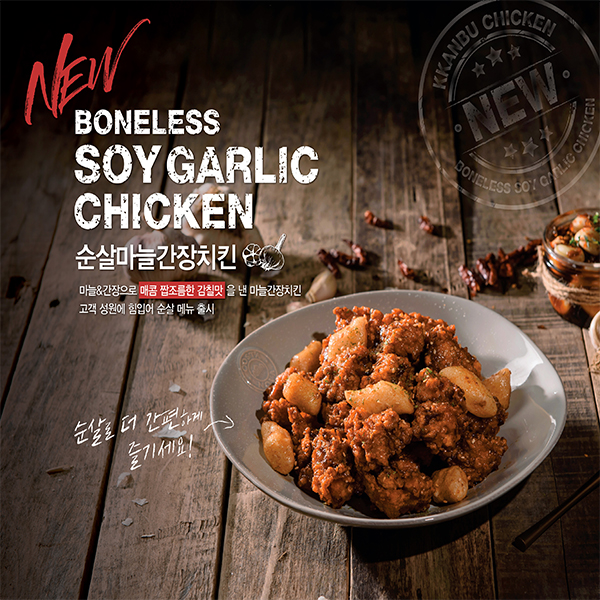 NEW
BONELESS
SOY GARLIC
CHICKEN
순살마늘간장치킨
마늘&간장으로 매콤 짭조름한 감칠맛 을 낸 마늘간장치킨
고객 성원에 힘입어 순살 메뉴 출시
순살로 더 간편하게
즐기세요!
KKANBU CHICKEN
NEW
BONELESS SOY GARLIC CHICKEN